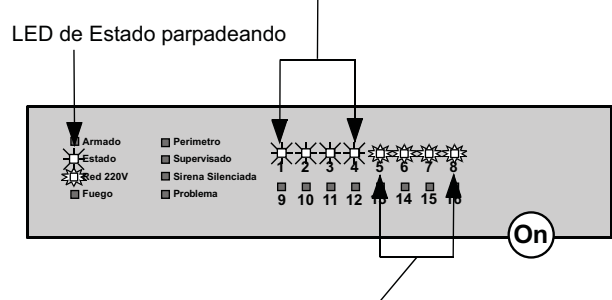 LED de Estado parpadeando
Armado
Perimetro
Estado
Supervisado
Red 220V
Sirena Silenciada
Fuego
Problema
1 2 3 4 5 6 7 8
9 10 11 12 13 14 15 16
On